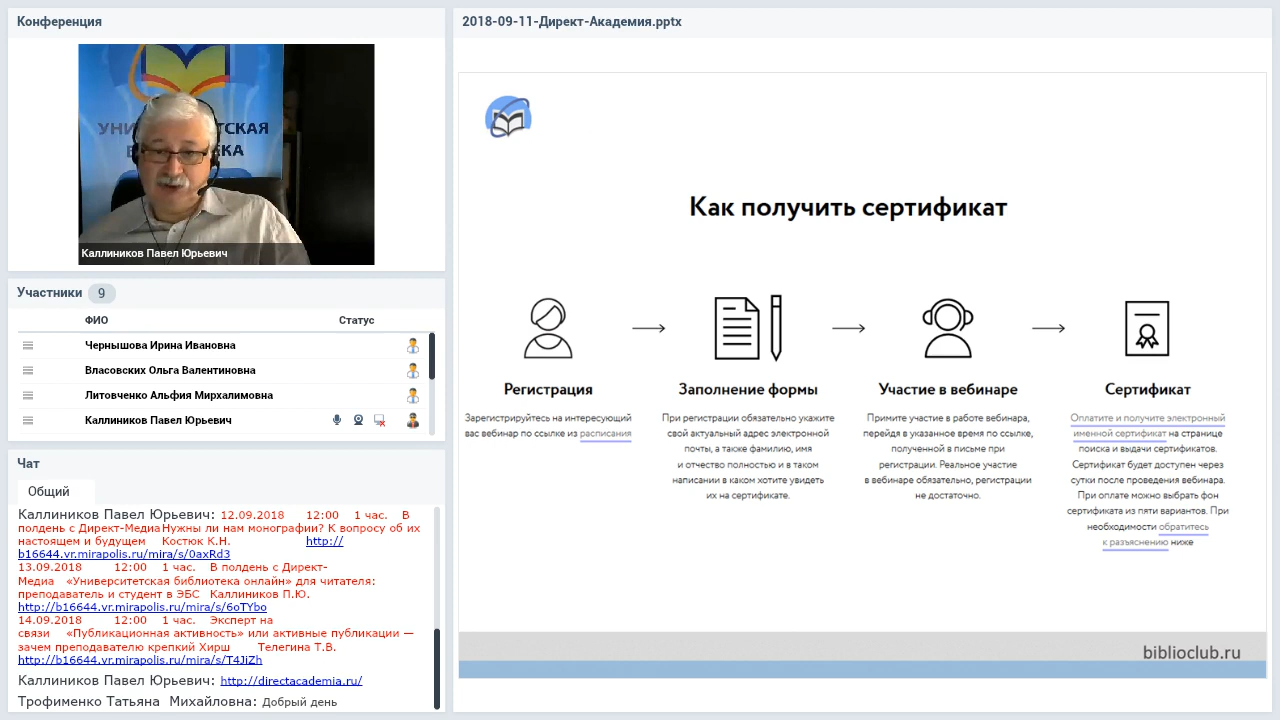 Конференция
УНИ
ТСКАЯ
КА
Каллиников Павел Юрьевич
Участники 9
ФИО Статус
Чернышова Ирина Ивановна
Власовских Ольга Валентиновна
Литовченко Альфия Мирхалимовна
Каллиников Павел Юрьевич
Чат
Общий
Каллиников Павел Юрьевич: 12.09.2018 12:00 1 час. В
полдень с Директ-Медиа Нужны ли нам монографии? К вопросу об их
настоящем и будущем Костюк К.Н. http://
b16644.vr.mirapolis.ru/mira/s/0axRd3
13.09.2018 12:00 1 час. В полдень с Директ-
Медиа «Университетская библиотека онлайн» для читателя:
преподаватель и студент в ЭБС Каллиников П.Ю.
http://b16644.vr.mirapolis.ru/mira/s/6oTYbo
14.09.2018 12:00 1 час. Эксперт на
связи «Публикационная активность» или активные публикации —
зачем преподавателю крепкий Хирш Телегина Т.В.
http://b16644.vr.mirapolis.ru/mira/s/T4JiZh
Каллиников Павел Юрьевич: http://directacademia.ru/
Трофименко Татьяна Михайловна: Добрый день
2018-09-11-Директ-Академия.pptx
Как получить сертификат
Регистрация
Зарегистрируйтесь на интересующий
вас вебинар по ссылке из расписания
Заполнение формы
При регистрации обязательно укажите
свой актуальный адрес электронной
почты, а также фамилию, имя
и отчество полностью и в таком
написании в каком хотите увидеть
их на сертификате.
Участие в вебинаре
Примите участие в работе вебинара,
перейдя в указанное время по ссылке,
полученной в письме при
регистрации. Реальное участие
в вебинаре обязательно, регистрации
не достаточно.
Сертификат
Оплатите и получите электронный
именной сертификат на странице
поиска и выдачи сертификатов.
Сертификат будет доступен через
сутки после проведения вебинара.
При оплате можно выбрать фон
сертификата из пяти вариантов. При
необходимости обратитесь
к разъяснению ниже
biblioclub.ru